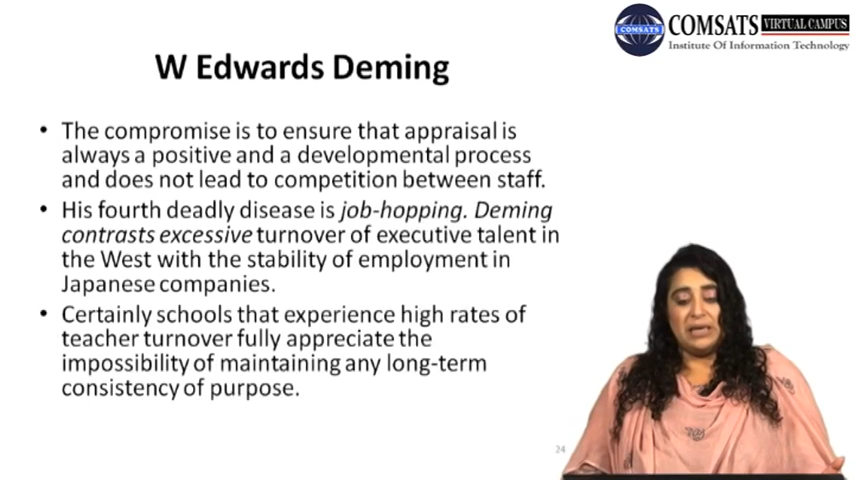 COMSATS
COMSATS VIRTUAL CAMPUS
Institute Of Information Technology
W Edwards Deming
• The compromise is to ensure that appraisal is
always a positive and a developmental process
and does not lead to competition between staff.
• His fourth deadly disease is job-hopping. Deming
contrasts excessive turnover of executive talent in
the West with the stability of employment in
Japanese companies.
• Certainly schools that experience high rates of
teacher turnover fully appreciate the
impossibility of maintaining any long-term
consistency of purpose.
24